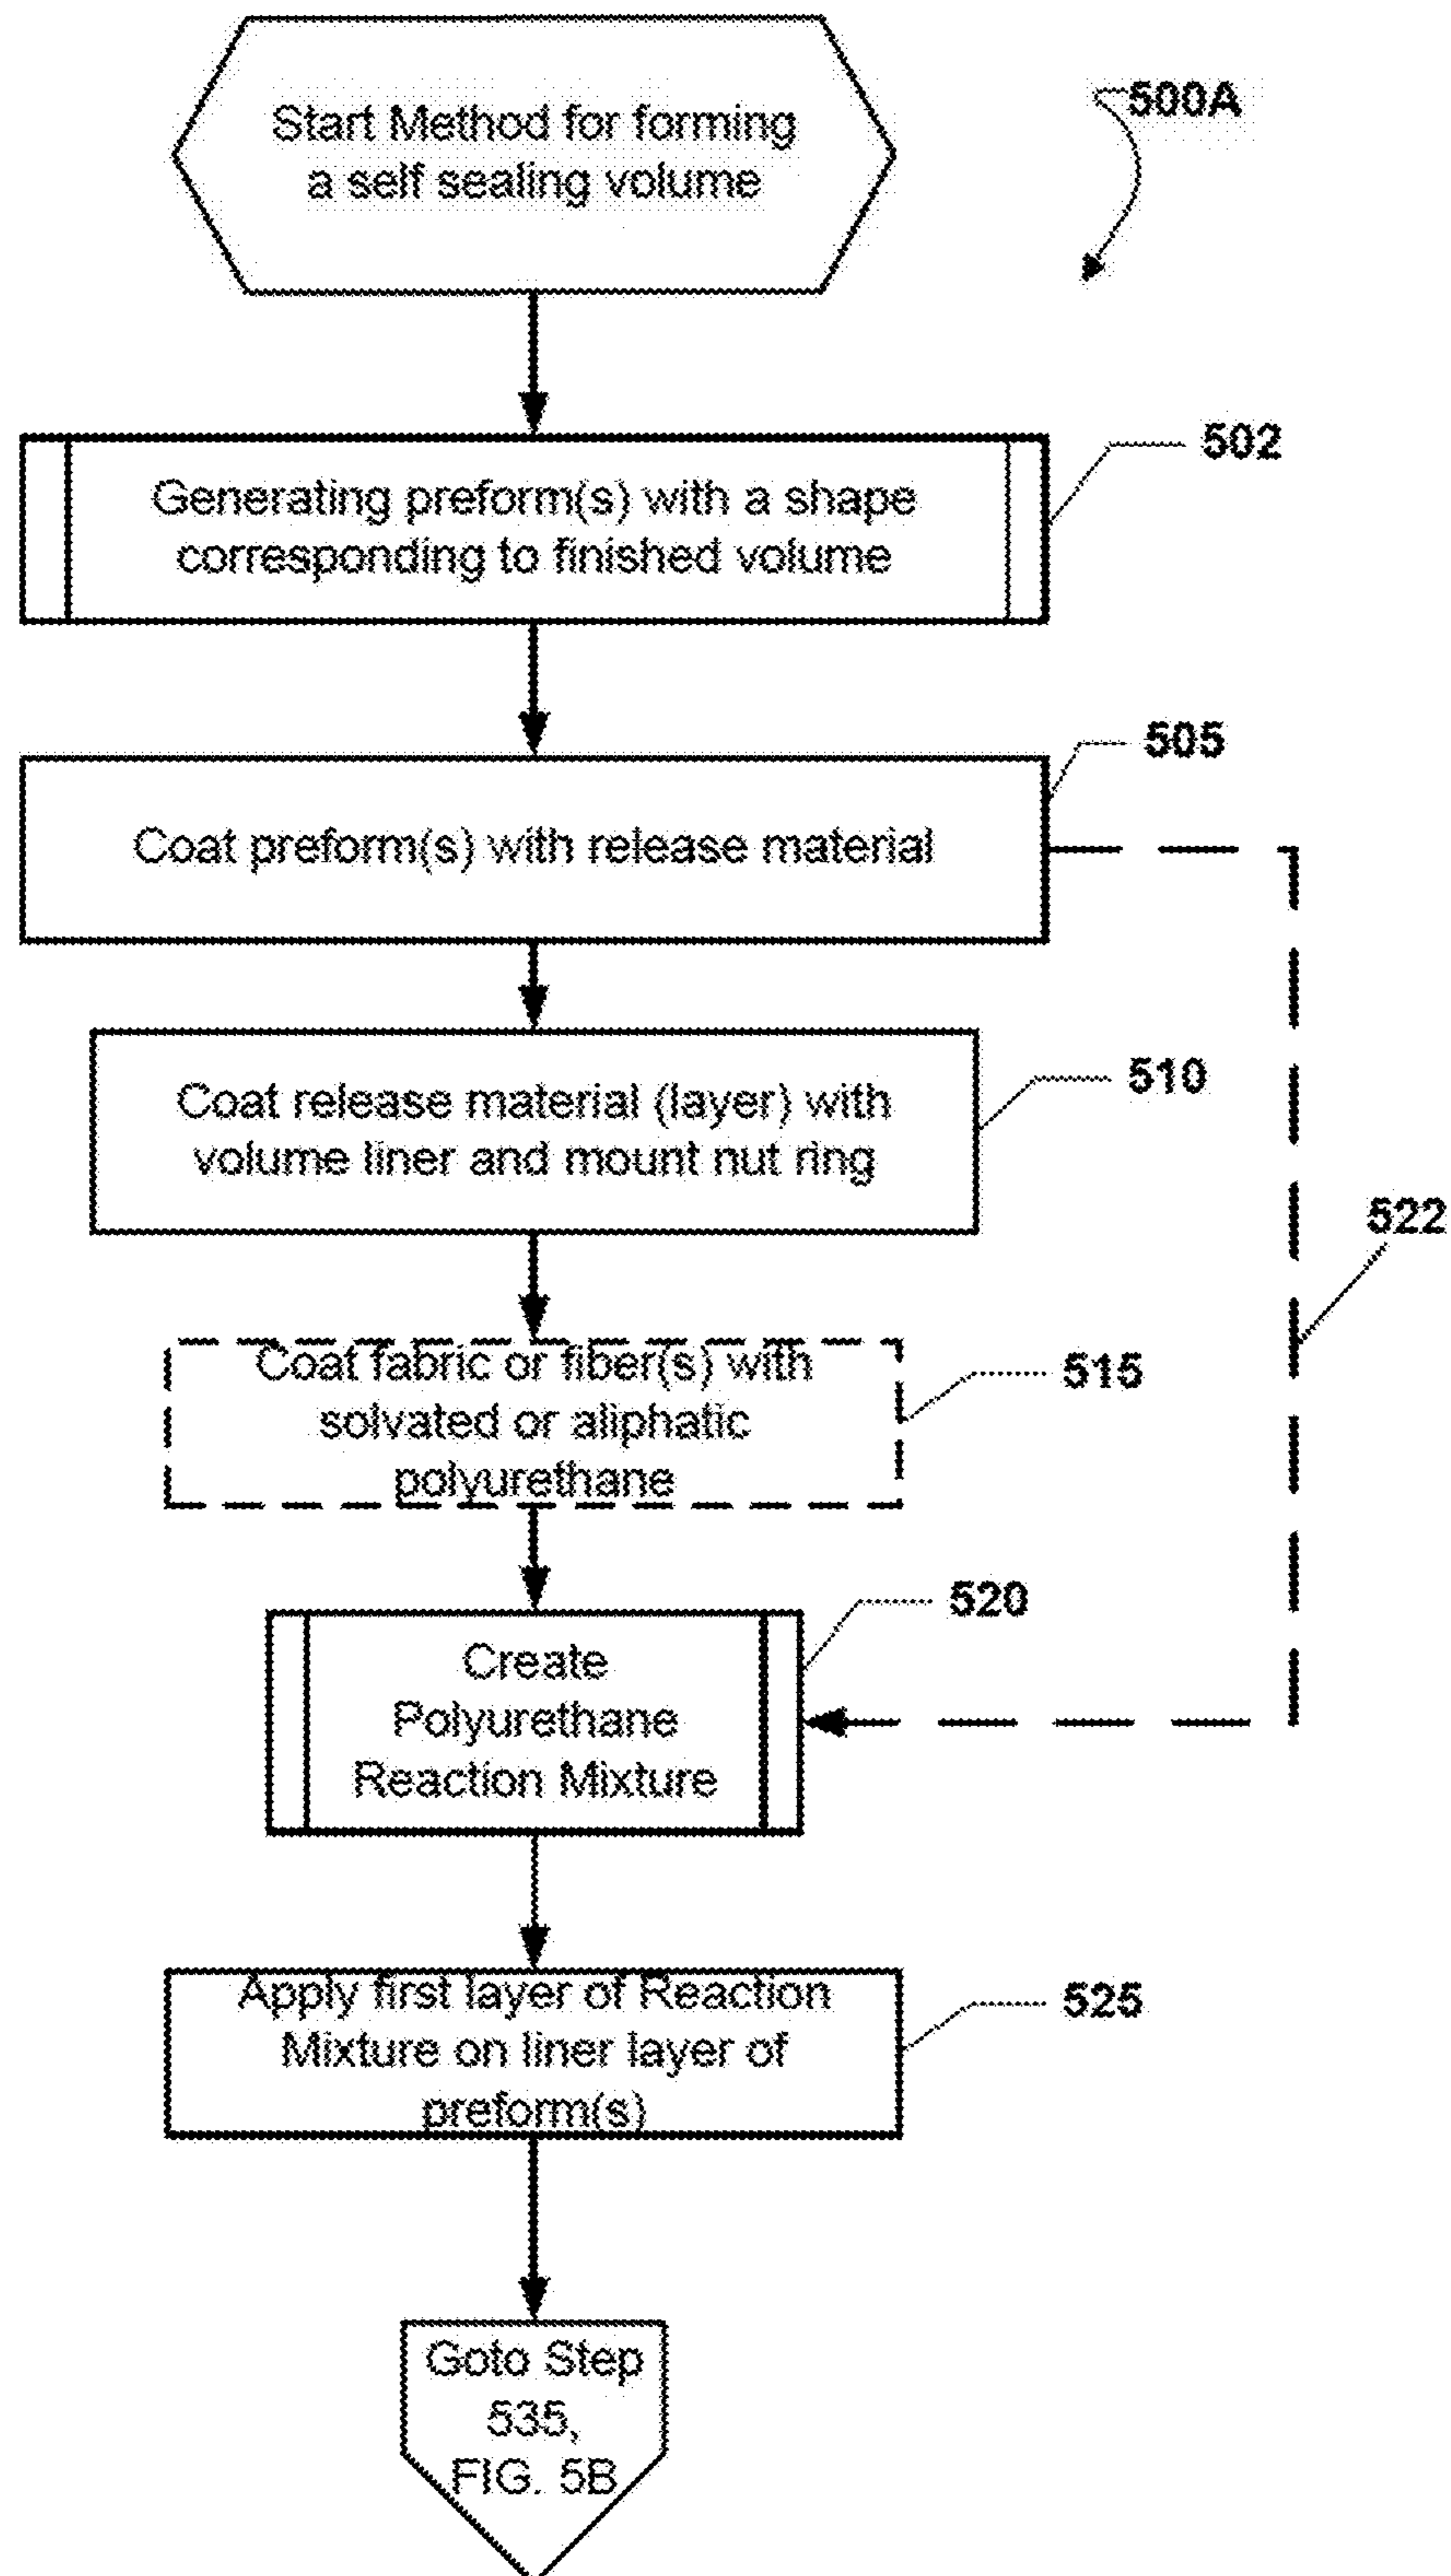 Start Method for forming
a self sealing volume
500A
Generating preform(s) with a shape
corresponding to finished volume
502
Coat preform(s) with release material
505
Coat release material (layer) with
volume liner and mount nut ring
510
522
Coat fabric or fiber(s) with
solvated or aliphatic
polyurethane
515
Create
Polyurethane
Reaction Mixture
520
Apply first layer of Reaction
Mixture on liner layer of
preform(s)
525
Goto Step
535,
FIG. 5B